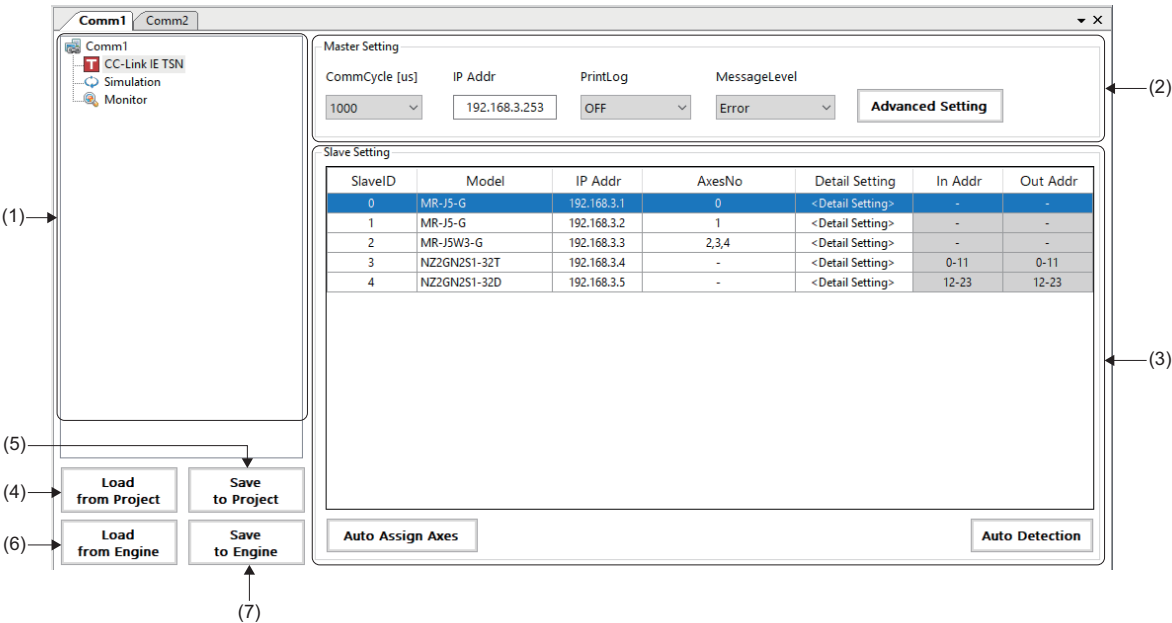 Comm1 Comm2
Comm1
CC-Link IE TSN
Simulation
Monitor
Master Setting
CommCycle [us] IP Addr PrintLog MessageLevel
1000 192.168.3.253 OFF Error Advanced Setting
(2)
Slave Setting
SlaveID Model IP Addr AxesNo Detail Setting In Addr Out Addr
0 MR-J5-G 192.168.3.1 0 <Detail Setting> - -
1 MR-J5-G 192.168.3.2 1 <Detail Setting> - -
2 MR-J5W3-G 192.168.3.3 2,3,4 <Detail Setting> - -
3 NZ2GN2S1-32T 192.168.3.4 - <Detail Setting> 0-11 0-11
4 NZ2GN2S1-32D 192.168.3.5 - <Detail Setting> 12-23 12-23
(1)
(3)
(5)
(4)
Load
from Project
Save
to Project
(6)
Load
from Engine
Save
to Engine
(7)
Auto Assign Axes
Auto Detection